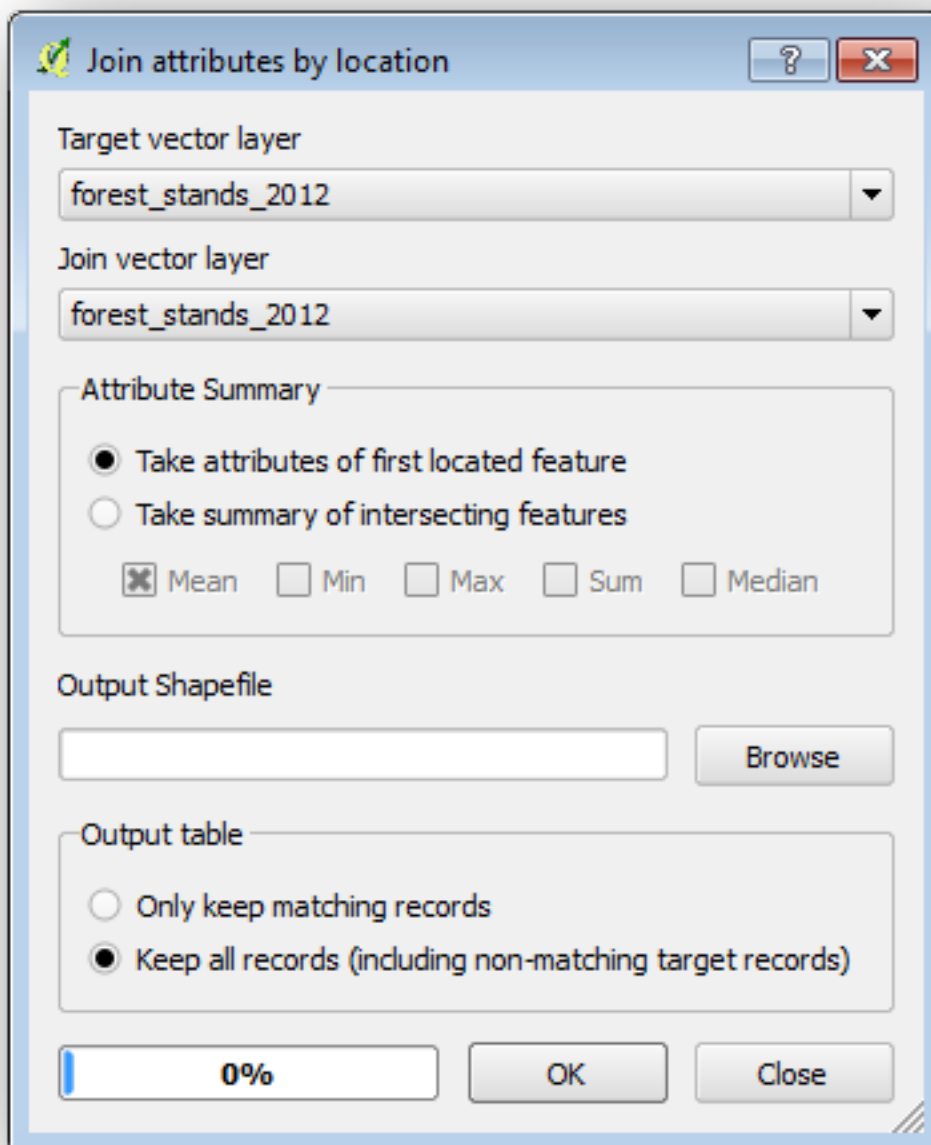 Join attributes by location
Target vector layer
forest_stands_2012
Join vector layer
forest_stands_2012
Attribute Summary
Take attributes of first located feature
Take summary of intersecting features
Mean Min Max Sum Median
Output Shapefile
Browse
Output table
Only keep matching records
Keep all records (including non-matching target records)
0% OK Close